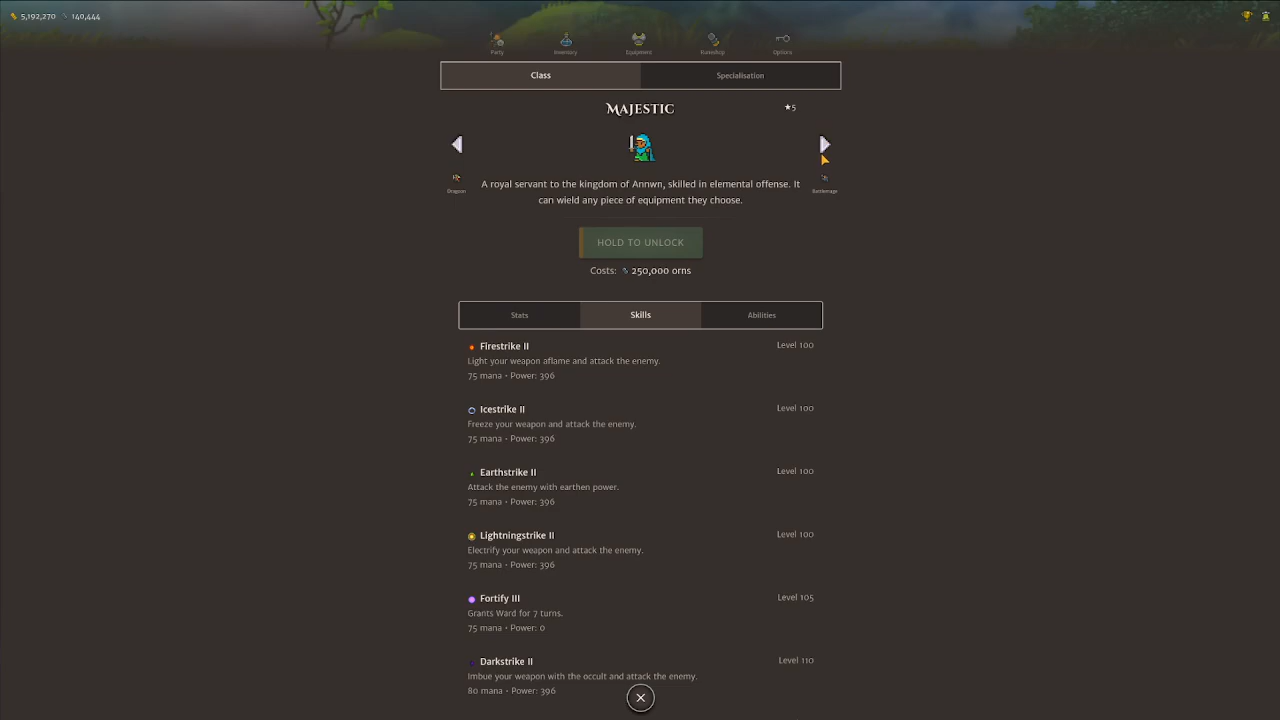 5,192,270 140,444
Party Inventory Equipment Bakeshop Options
Class Specialisation
Majestic ★5
Dragoon Battlemage
A royal servant to the kingdom of Annwn, skilled in elemental offense. It
can wield any piece of equipment they choose.
HOLD TO UNLOCK
Costs: 250,000 orns
Stats Skills Abilities
Firestrike II Level 100
Light your weapon aflame and attack the enemy.
75 mana • Power: 396
Icestrike II Level 100
Freeze your weapon and attack the enemy.
75 mana • Power: 396
Earthstrike II Level 100
Attack the enemy with earthen power.
75 mana • Power: 396
Lightningstrike II Level 100
Electrify your weapon and attack the enemy.
75 mana • Power: 396
Fortify III Level 105
Grants Ward for 7 turns.
75 mana • Power: 0
Darkstrike II Level 110
Imbue your weapon with the occult and attack the enemy.
80 mana • Power: 396